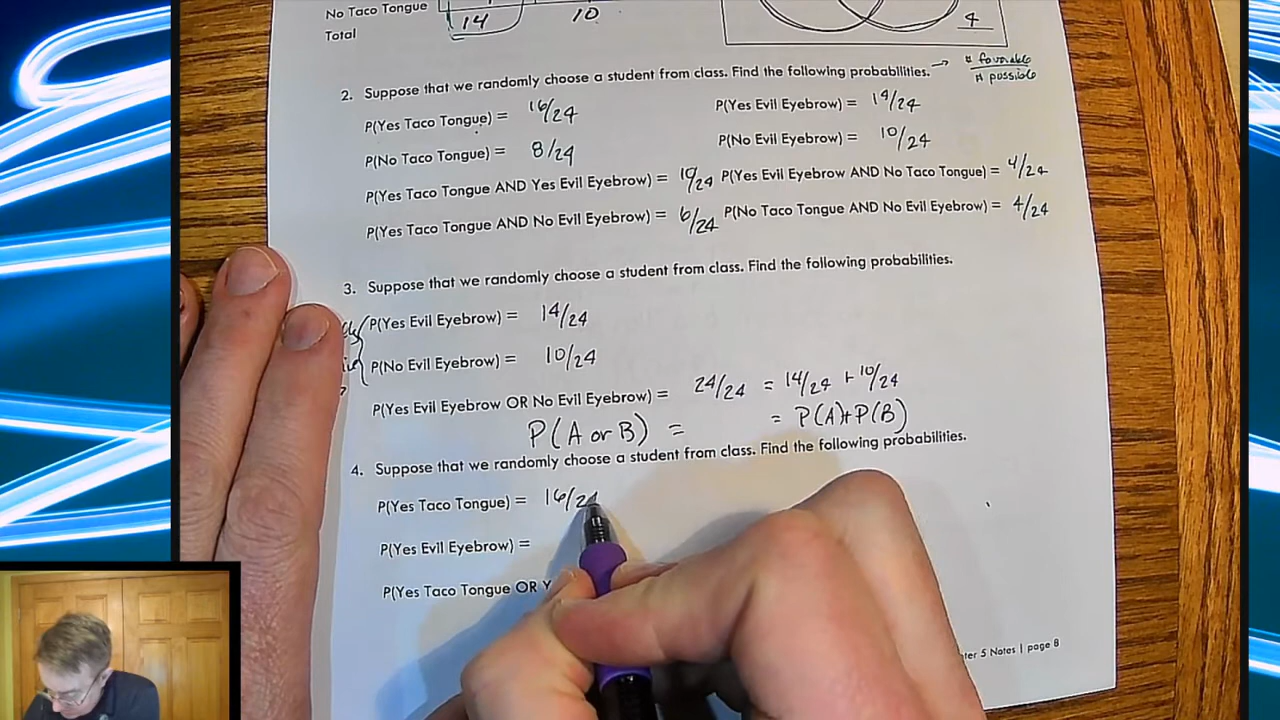 No Taco Tongue
Total 14 10
4
2. Suppose that we randomly choose a student from class. Find the following probabilities. → # favorable
# possible
P(Yes Taco Tongue) = 16/24 P(Yes Evil Eyebrow) = 14/24
P(No Taco Tongue) = 8/24 P(No Evil Eyebrow) = 10/24
P(Yes Taco Tongue AND Yes Evil Eyebrow) = 10/24 P(Yes Evil Eyebrow AND No Taco Tongue) = 4/24
P(Yes Taco Tongue AND No Evil Eyebrow) = 6/24 P(No Taco Tongue AND No Evil Eyebrow) = 4/24
3. Suppose that we randomly choose a student from class. Find the following probabilities.
P(Yes Evil Eyebrow) = 14/24
P(No Evil Eyebrow) = 10/24
P(Yes Evil Eyebrow OR No Evil Eyebrow) = 24/24 = 14/24 + 10/24
P(A or B) = = P(A)+P(B)
4. Suppose that we randomly choose a student from class. Find the following probabilities.
P(Yes Taco Tongue) = 16/24
P(Yes Evil Eyebrow) =
P(Yes Taco Tongue OR Y
5 Notes | page 8